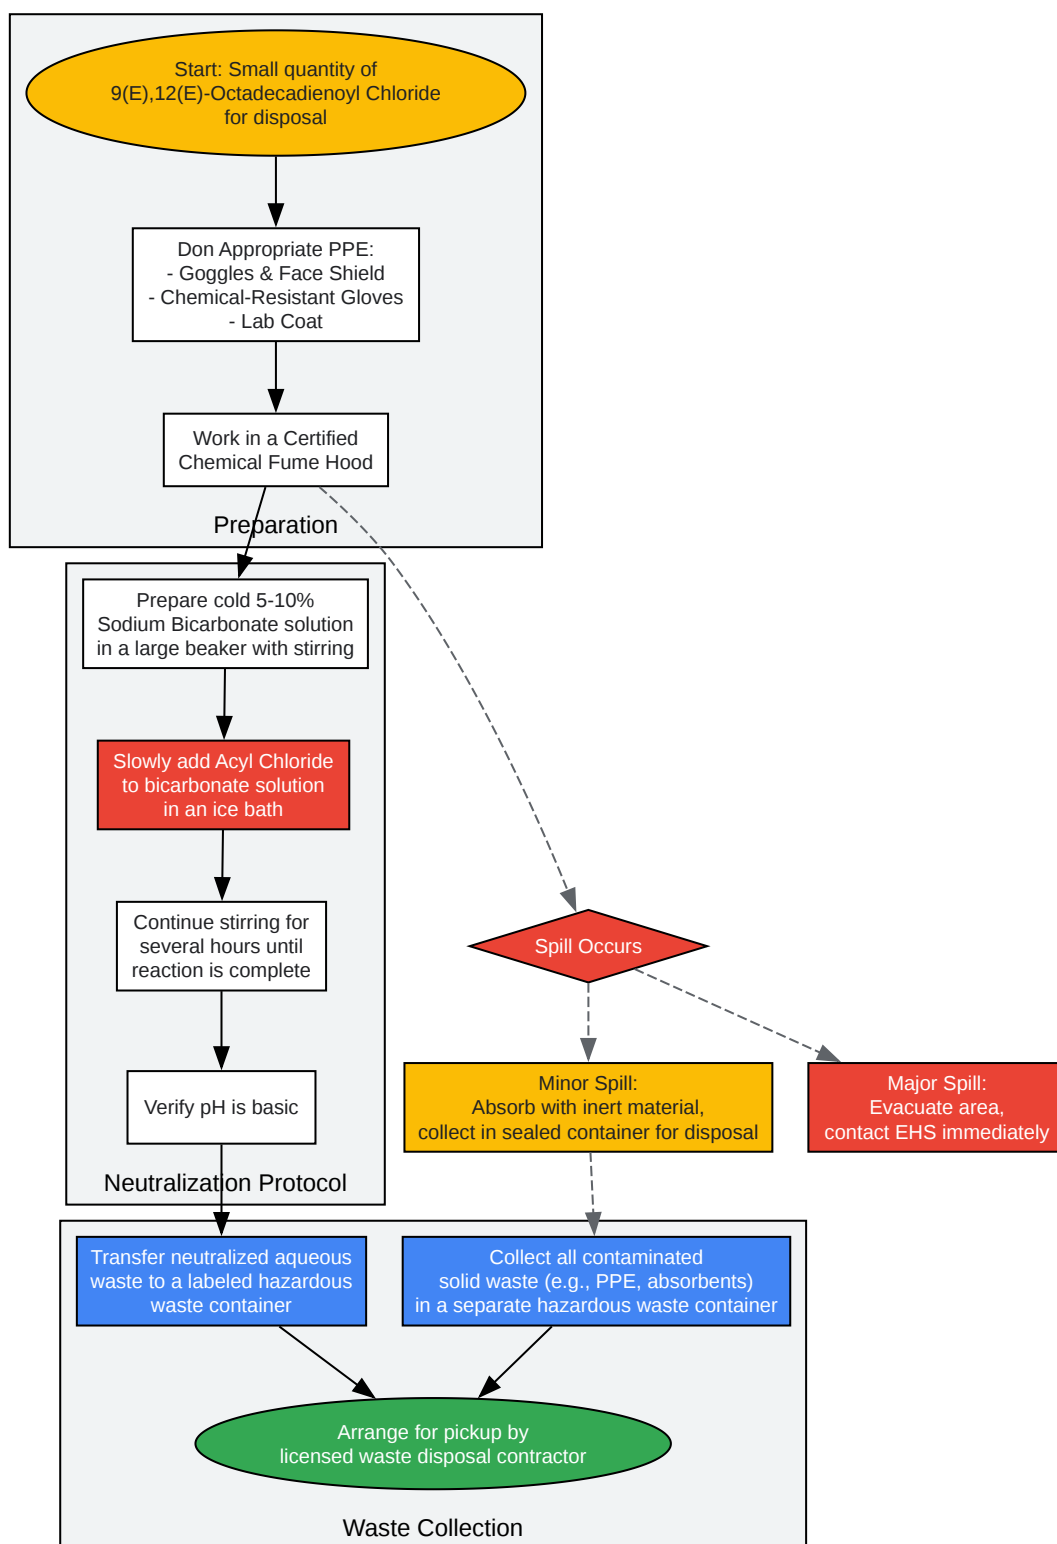 Start: Small quantity of
9(E),12(E)-Octadecadienoyl Chloride
for disposal
Don Appropriate PPE:
- Goggles & Face Shield
- Chemical-Resistant Gloves
- Lab Coat
Work in a Certified
Chemical Fume Hood
Preparation
Prepare cold 5-10%
Sodium Bicarbonate solution
in a large beaker with stirring
Slowly add Acyl Chloride
to bicarbonate solution
in an ice bath
Continue stirring for
several hours until
reaction is complete
Verify pH is basic
Neutralization Protocol
Spill Occurs
Minor Spill:
Absorb with inert material,
collect in sealed container for disposal
Major Spill:
Evacuate area,
contact EHS immediately
Transfer neutralized aqueous
waste to a labeled hazardous
waste container
Collect all contaminated
solid waste (e.g., PPE, absorbents)
in a separate hazardous waste container
Arrange for pickup by
licensed waste disposal contractor
Waste Collection